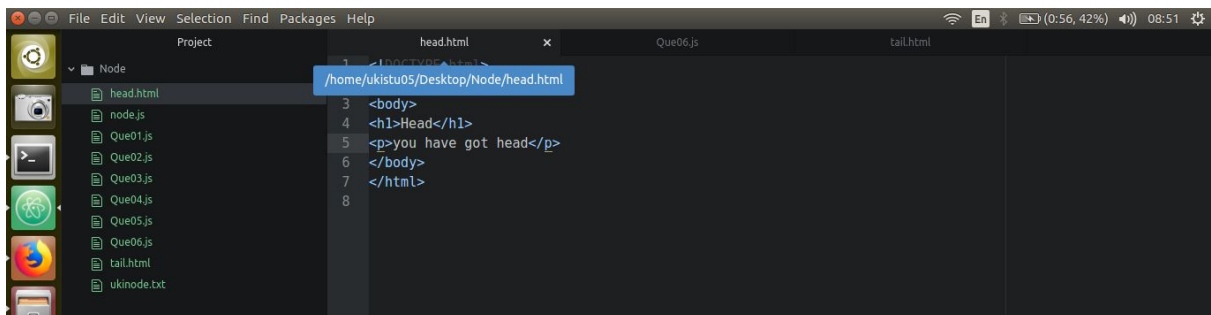 File Edit View Selection Find Packages Help
En (0:56, 42%) 08:51
Project
head.html
Que06.js
tail.html
Node
head.html
node.js
Que01.js
Que02.js
Que03.js
Que04.js
Que05.js
Que06.js
tail.html
ukinode.txt
1 <!DOCTYPE html>
/home/ukistu05/Desktop/Node/head.html
3 <body>
4 <h1>Head</h1>
5 <p>you have got head</p>
6 </body>
7 </html>
8